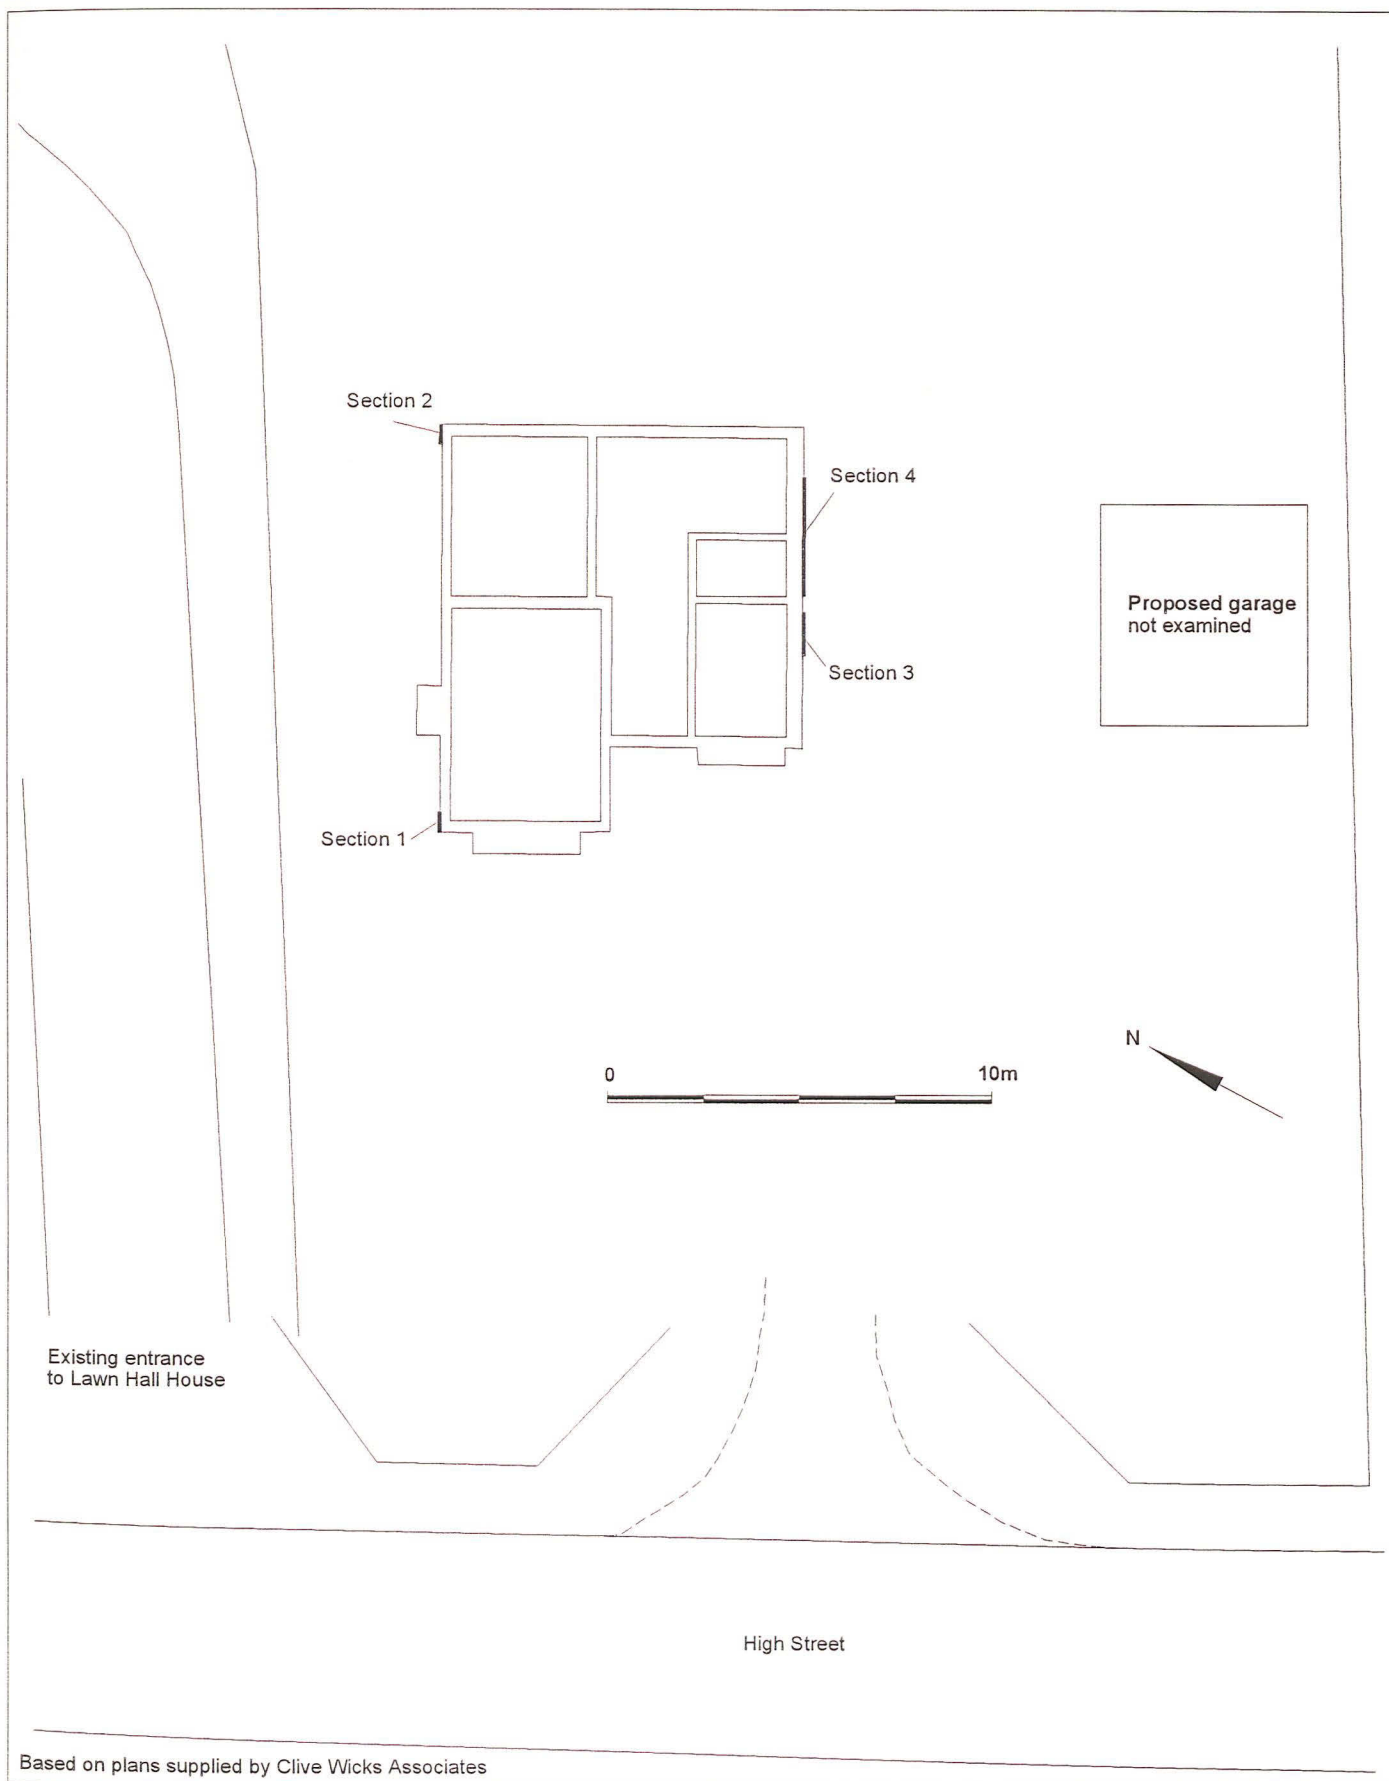 Section 2
Section 4
Proposed garage
not examined
Section 3
Section 1
N
0 10m
Existing entrance
to Lawn Hall House
High Street
Based on plans supplied by Clive Wicks Associates